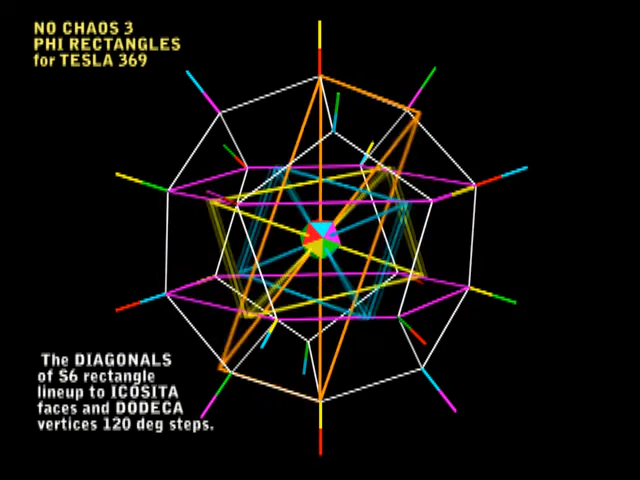 NO CHAOS 3
PHI RECTANGLES
for TESLA 369
The DIAGONALS
of S6 rectangle
lineup to ICOSITA
faces and DODECA
vertices 120 deg steps.